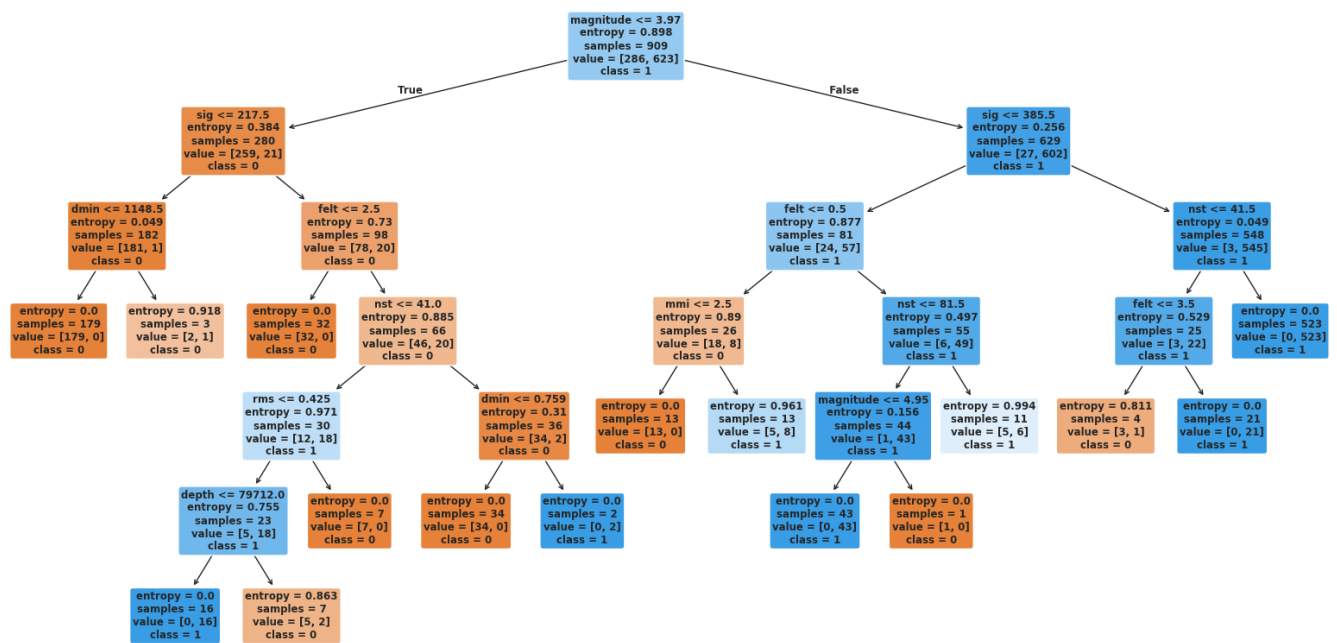 magnitude <= 3.97
entropy = 0.898
samples = 909
value = [286, 623]
class = 1
True
False
sig <= 217.5
entropy = 0.384
samples = 280
value = [259, 21]
class = 0
sig <= 385.5
entropy = 0.256
samples = 629
value = [27, 602]
class = 1
dmin <= 1148.5
entropy = 0.049
samples = 182
value = [181, 1]
class = 0
felt <= 2.5
entropy = 0.73
samples = 98
value = [78, 20]
class = 0
felt <= 0.5
entropy = 0.877
samples = 81
value = [24, 57]
class = 1
nst <= 41.5
entropy = 0.049
samples = 548
value = [3, 545]
class = 1
entropy = 0.0
samples = 179
value = [179, 0]
class = 0
entropy = 0.918
samples = 3
value = [2, 1]
class = 0
entropy = 0.0
samples = 32
value = [32, 0]
class = 0
nst <= 41.0
entropy = 0.885
samples = 66
value = [46, 20]
class = 0
mmi <= 2.5
entropy = 0.89
samples = 26
value = [18, 8]
class = 0
nst <= 81.5
entropy = 0.497
samples = 55
value = [6, 49]
class = 1
felt <= 3.5
entropy = 0.529
samples = 25
value = [3, 22]
class = 1
entropy = 0.0
samples = 523
value = [0, 523]
class = 1
rms <= 0.425
entropy = 0.971
samples = 30
value = [12, 18]
class = 1
dmin <= 0.759
entropy = 0.31
samples = 36
value = [34, 2]
class = 0
entropy = 0.0
samples = 13
value = [13, 0]
class = 0
entropy = 0.961
samples = 13
value = [5, 8]
class = 1
magnitude <= 4.95
entropy = 0.156
samples = 44
value = [1, 43]
class = 1
entropy = 0.994
samples = 11
value = [5, 6]
class = 1
entropy = 0.811
samples = 4
value = [3, 1]
class = 0
entropy = 0.0
samples = 21
value = [0, 21]
class = 1
depth <= 79712.0
entropy = 0.755
samples = 23
value = [5, 18]
class = 1
entropy = 0.0
samples = 7
value = [7, 0]
class = 0
entropy = 0.0
samples = 34
value = [34, 0]
class = 0
entropy = 0.0
samples = 2
value = [0, 2]
class = 1
entropy = 0.0
samples = 43
value = [0, 43]
class = 1
entropy = 0.0
samples = 1
value = [1, 0]
class = 0
entropy = 0.0
samples = 16
value = [0, 16]
class = 1
entropy = 0.863
samples = 7
value = [5, 2]
class = 0